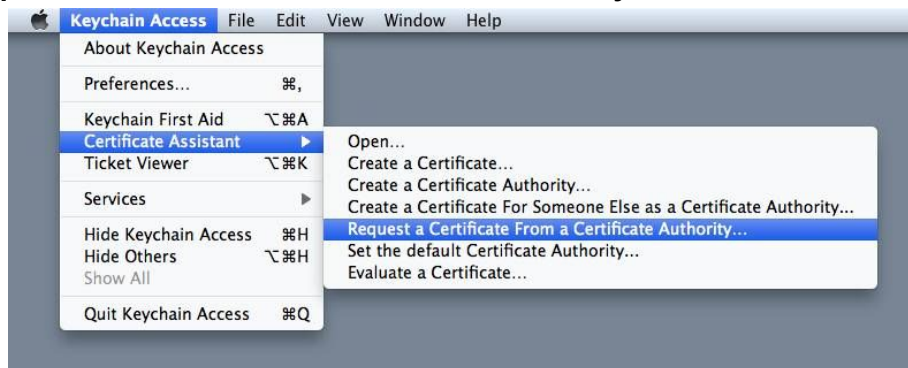 Keychain Access File Edit View Window Help
About Keychain Access
Preferences... ⌘,
Keychain First Aid ⌥⌘A
Certificate Assistant ▶
Ticket Viewer ⌥⌘K
Services ▶
Hide Keychain Access ⌘H
Hide Others ⌥⌘H
Show All
Quit Keychain Access ⌘Q
Open...
Create a Certificate...
Create a Certificate Authority...
Create a Certificate For Someone Else as a Certificate Authority...
Request a Certificate From a Certificate Authority...
Set the default Certificate Authority...
Evaluate a Certificate...